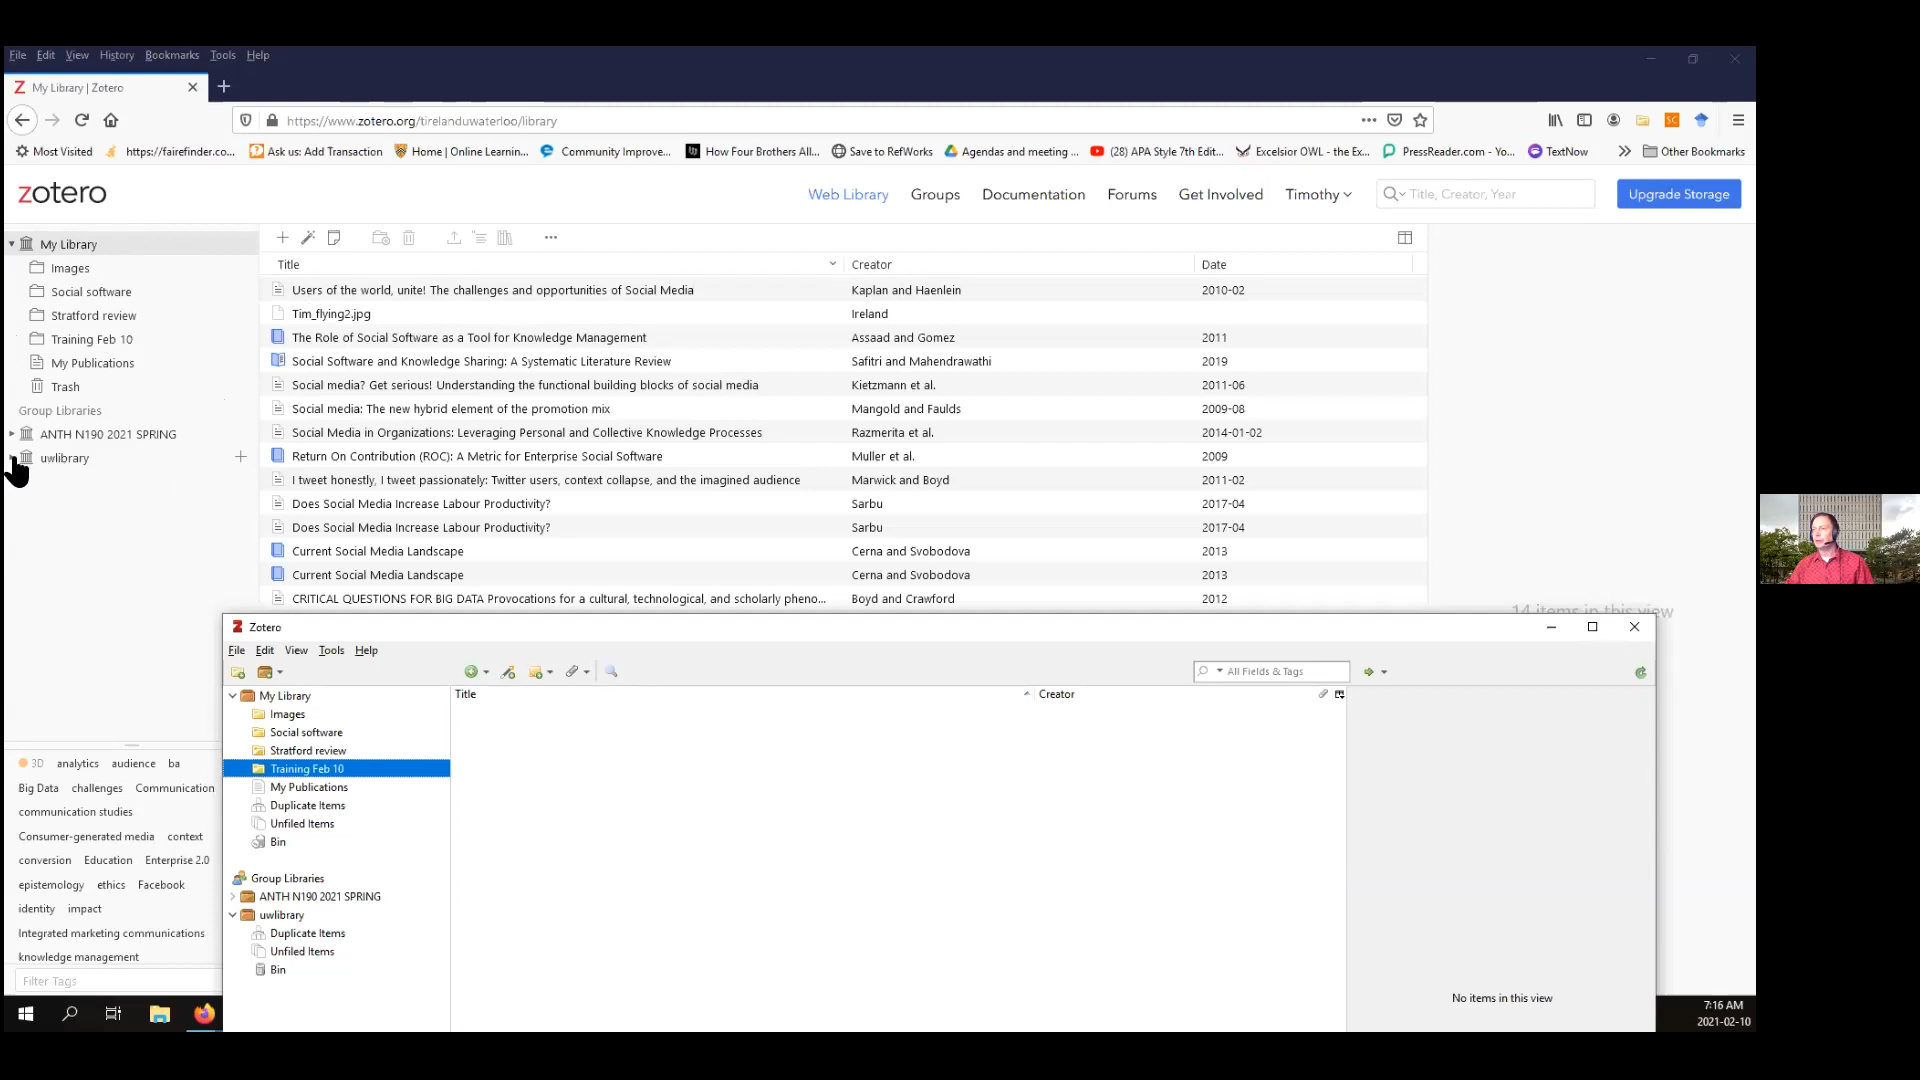 File Edit View History Bookmarks Tools Help
My Library | Zotero
https://www.zotero.org/tirelanduwaterloo/library
Most Visited https://fairefinder.co... Ask us: Add Transaction Home | Online Learnin... Community Improve... How Four Brothers All... Save to RefWorks Agendas and meeting ... (28) APA Style 7th Edit... Excelsior OWL - the Ex... PressReader.com - Yo... TextNow Other Bookmarks
zotero Web Library Groups Documentation Forums Get Involved Timothy Title, Creator, Year Upgrade Storage
My Library
Images
Social software
Stratford review
Training Feb 10
My Publications
Trash
Group Libraries
ANTH N190 2021 SPRING
uwlibrary
Title Creator Date
Users of the world, unite! The challenges and opportunities of Social Media Kaplan and Haenlein 2010-02
Tim_flying2.jpg Ireland
The Role of Social Software as a Tool for Knowledge Management Assaad and Gomez 2011
Social Software and Knowledge Sharing: A Systematic Literature Review Safitri and Mahendrawathi 2019
Social media? Get serious! Understanding the functional building blocks of social media Kietzmann et al. 2011-06
Social media: The new hybrid element of the promotion mix Mangold and Faulds 2009-08
Social Media in Organizations: Leveraging Personal and Collective Knowledge Processes Razmerita et al. 2014-01-02
Return On Contribution (ROC): A Metric for Enterprise Social Software Muller et al. 2009
I tweet honestly, I tweet passionately: Twitter users, context collapse, and the imagined audience Marwick and Boyd 2011-02
Does Social Media Increase Labour Productivity? Sarbu 2017-04
Does Social Media Increase Labour Productivity? Sarbu 2017-04
Current Social Media Landscape Cerna and Svobodova 2013
Current Social Media Landscape Cerna and Svobodova 2013
CRITICAL QUESTIONS FOR BIG DATA Provocations for a cultural, technological, and scholarly pheno... Boyd and Crawford 2012
14 items in this view
3D analytics audience ba
Big Data challenges Communication
communication studies
Consumer-generated media context
conversion Education Enterprise 2.0
epistemology ethics Facebook
identity impact
Integrated marketing communications
knowledge management
Filter Tags
Zotero
File Edit View Tools Help
All Fields & Tags
My Library
Images
Social software
Stratford review
Training Feb 10
My Publications
Duplicate Items
Unfiled Items
Bin
Group Libraries
ANTH N190 2021 SPRING
uwlibrary
Duplicate Items
Unfiled Items
Bin
Title Creator
No items in this view
7:16 AM
2021-02-10